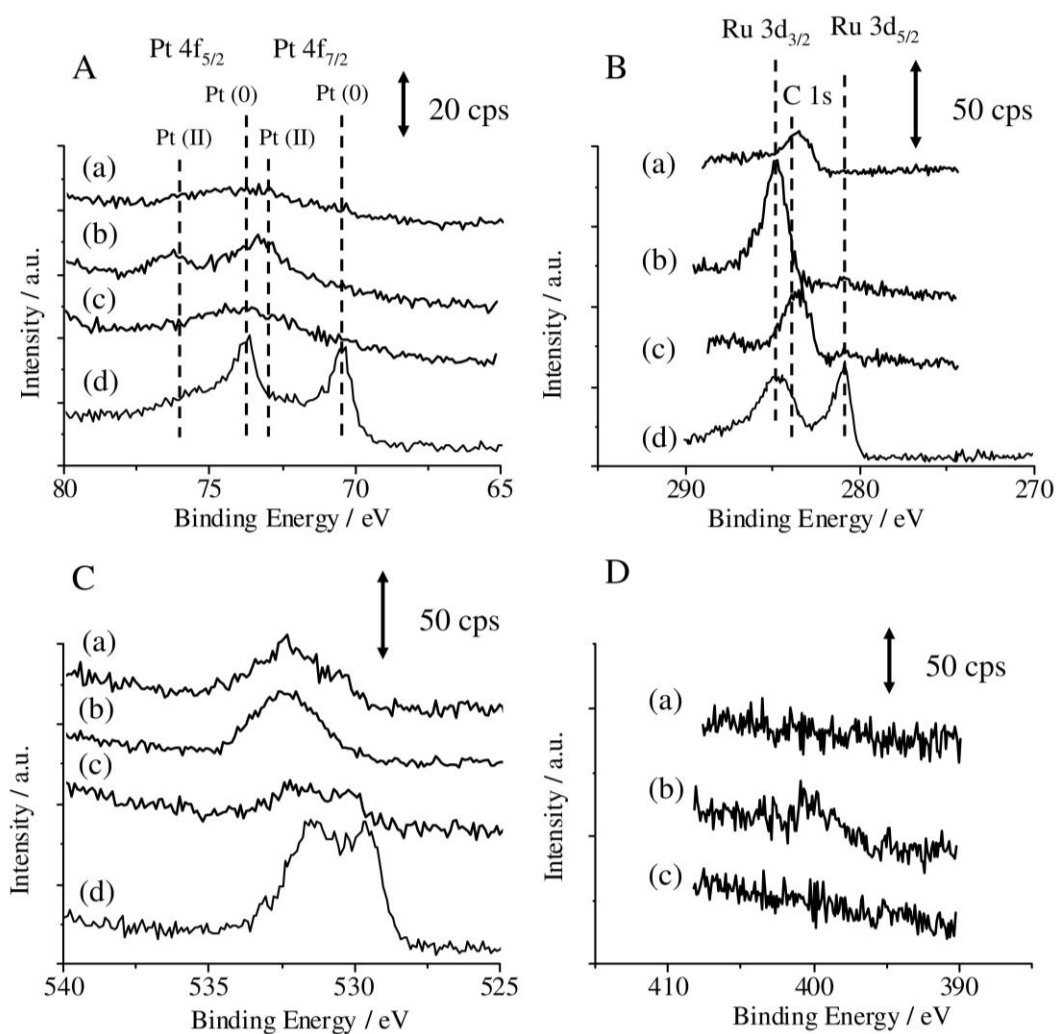 A
Pt 4f5/2 Pt 4f7/2
Pt (0) Pt (0)
Pt (II) Pt (II)
20 cps
(a)
(b)
(c)
(d)
Intensity / a.u.
80 75 70 65
Binding Energy / eV
B
Ru 3d3/2 Ru 3d5/2
C 1s
50 cps
(a)
(b)
(c)
(d)
Intensity / a.u.
290 280 270
Binding Energy / eV
C
50 cps
(a)
(b)
(c)
(d)
Intensity / a.u.
540 535 530 525
Binding Energy / eV
D
50 cps
(a)
(b)
(c)
Intensity / a.u.
410 400 390
Binding Energy / eV